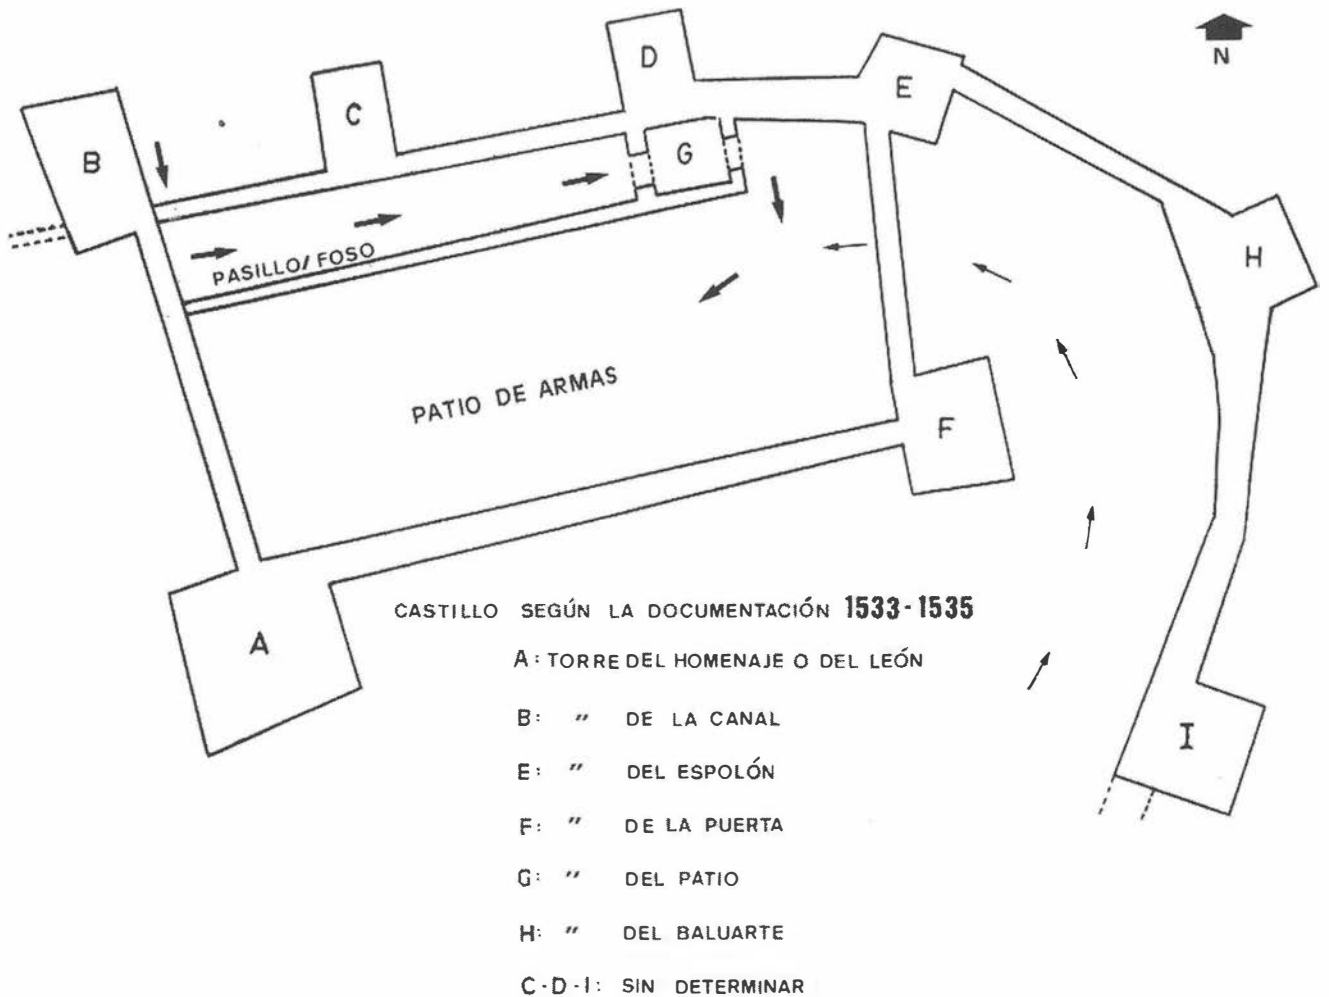 N
D
E
C
B
G
H
PASILLO/ FOSO
PATIO DE ARMAS
F
CASTILLO SEGÚN LA DOCUMENTACIÓN 1533-1535
A
A: TORRE DEL HOMENAJE O DEL LEÓN
B: " DE LA CANAL
I
E: " DEL ESPOLÓN
F: " DE LA PUERTA
G: " DEL PATIO
H: " DEL BALUARTE
C-D-I: SIN DETERMINAR